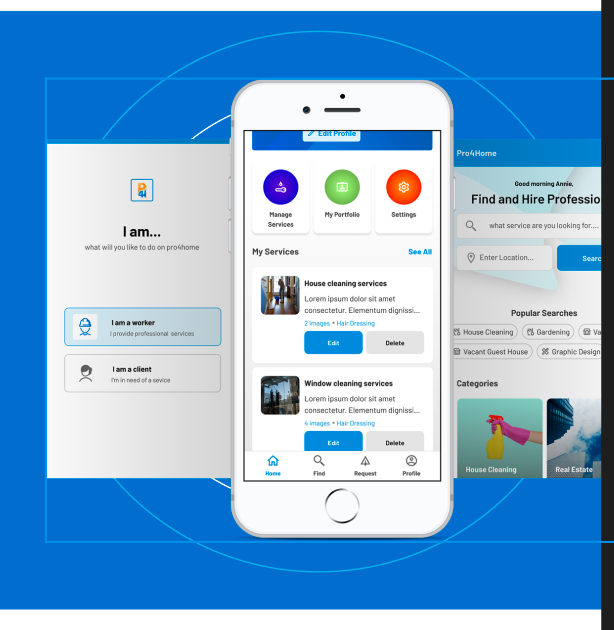 P
4H
I am...
what will you like to do on pro4home
I am a worker
I provide professional services
I am a client
I'm in need of a sevice
Edit Profile
Manage
Services
My Portfolio
Settings
My Services
See All
House cleaning services
Lorem ipsum dolor sit amet
consectetur. Elementum dignissi...
2 images • Hair Dressing
Edit
Delete
Window cleaning services
Lorem ipsum dolor sit amet
consectetur. Elementum dignissi...
4 images • Hair Dressing
Edit
Delete
Home
Find
Request
Profile
Pro4Home
Good morning Annie,
Find and Hire Professio
what service are you looking for....
Enter Location...
Searc
Popular Searches
House Cleaning
Gardening
Va
Vacant Guest House
Graphic Design
Categories
House Cleaning
Real Estate